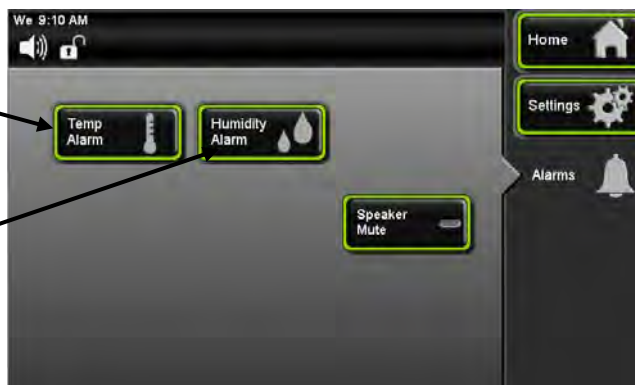 We 9:10 AM
Home
Temp
Alarm
Humidity
Alarm
Settings
Alarms
Speaker
Mute